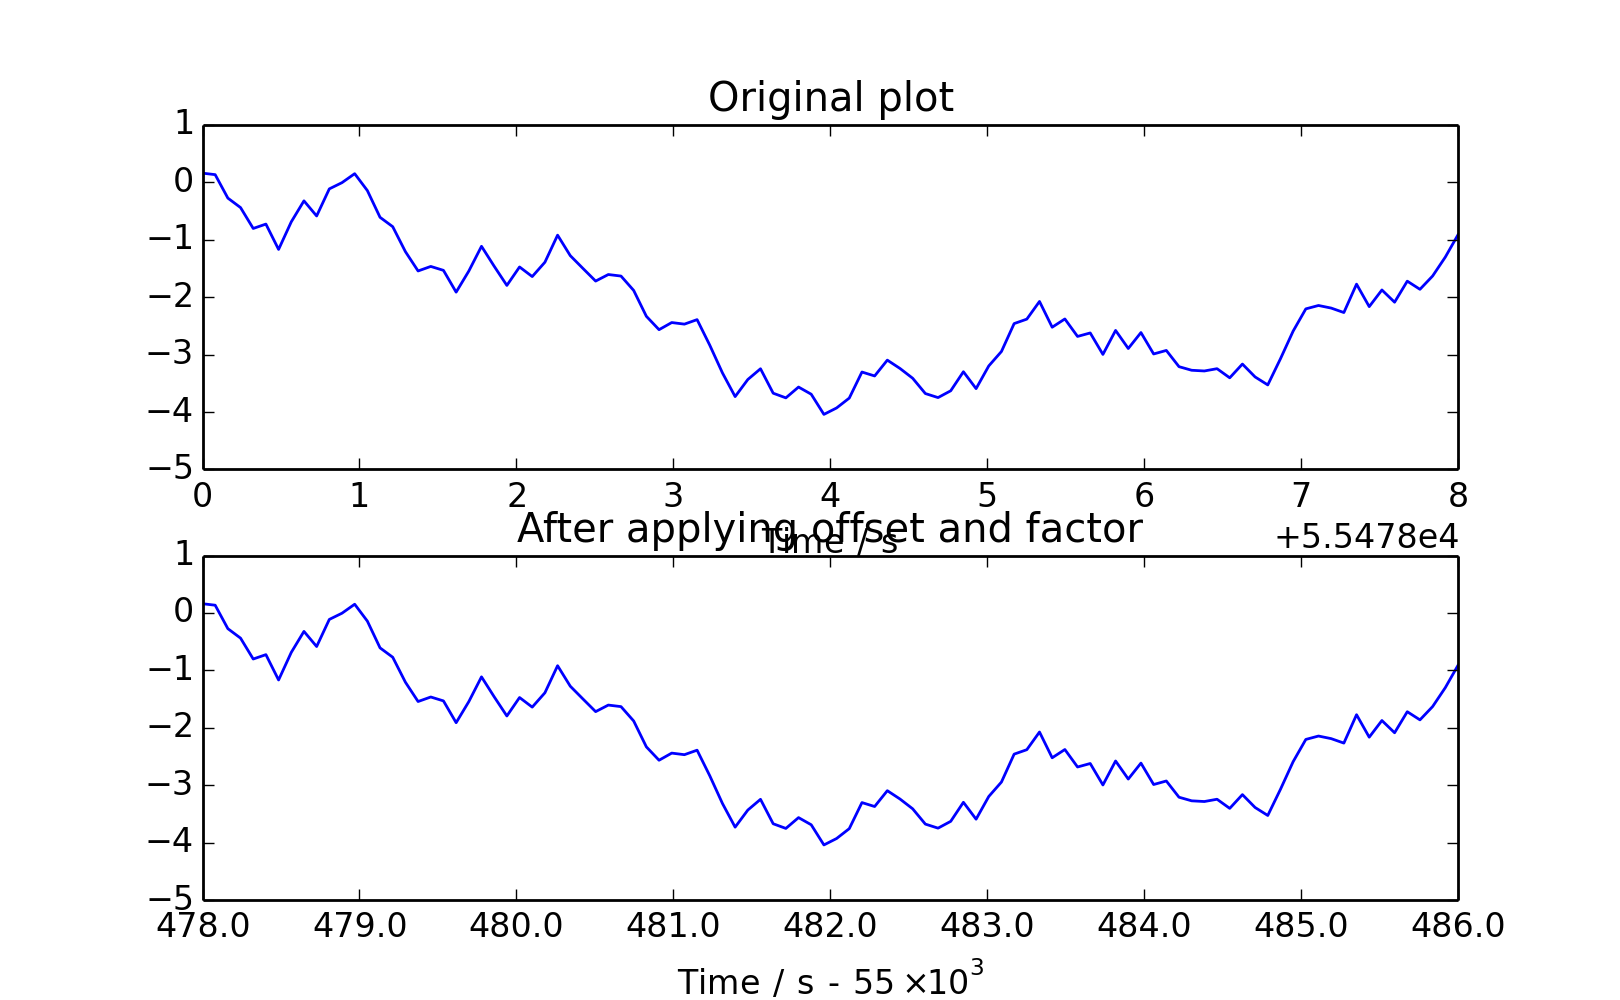 Original plot
1
0
−1
−2
−3
−4
−5
0 1 2 3 4 5 6 7 8
Time / s
+5.5478e4
After applying offset and factor
1
0
−1
−2
−3
−4
−5
478.0 479.0 480.0 481.0 482.0 483.0 484.0 485.0 486.0
Time / s - 55 ×10³